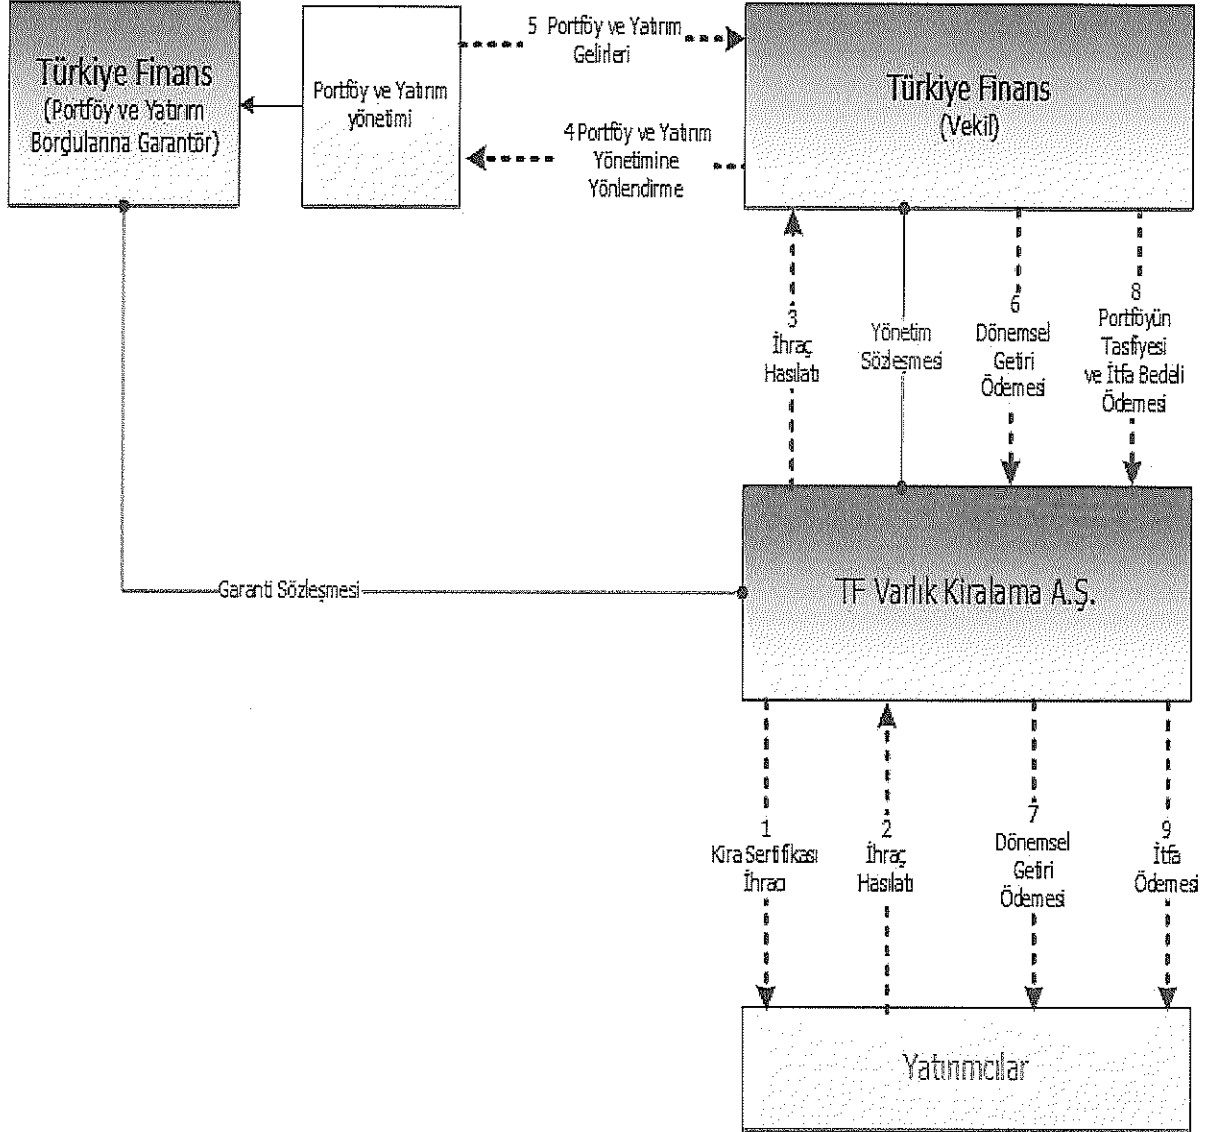 Türkiye Finans
(Portföy ve Yatırım
Borçlularına Garantör)
Portföy ve Yatırım
yönetimi
5 Portföy ve Yatırım
Gelirleri
4 Portföy ve Yatırım
Yönetimine
Yönlendirme
Türkiye Finans
(Vekil)
3
İhraç
Hasılatı
Yönetim
Sözleşmesi
6
Dönemsel
Getiri
Ödemesi
8
Portföyün
Tasfiyesi
ve İtfa Bedeli
Ödemesi
Garanti Sözleşmesi
TF Varlık Kiralama A.Ş.
1
Kira Sertifikası
İhracı
2
İhraç
Hasılatı
7
Dönemsel
Getiri
Ödemesi
9
İtfa
Ödemesi
Yatırımcılar